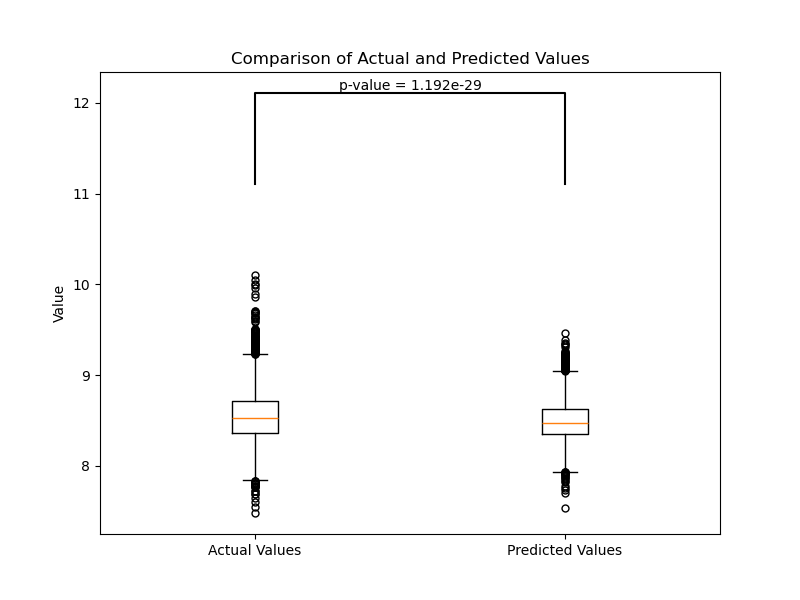 Comparison of Actual and Predicted Values
p-value = 1.192e-29
12
11
10
9
8
Value
Actual Values
Predicted Values